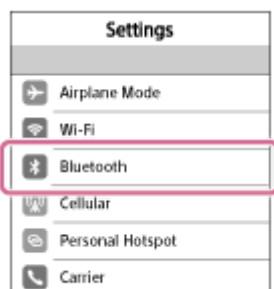 Settings
Airplane Mode
Wi-Fi
Bluetooth
Cellular
Personal Hotspot
Carrier